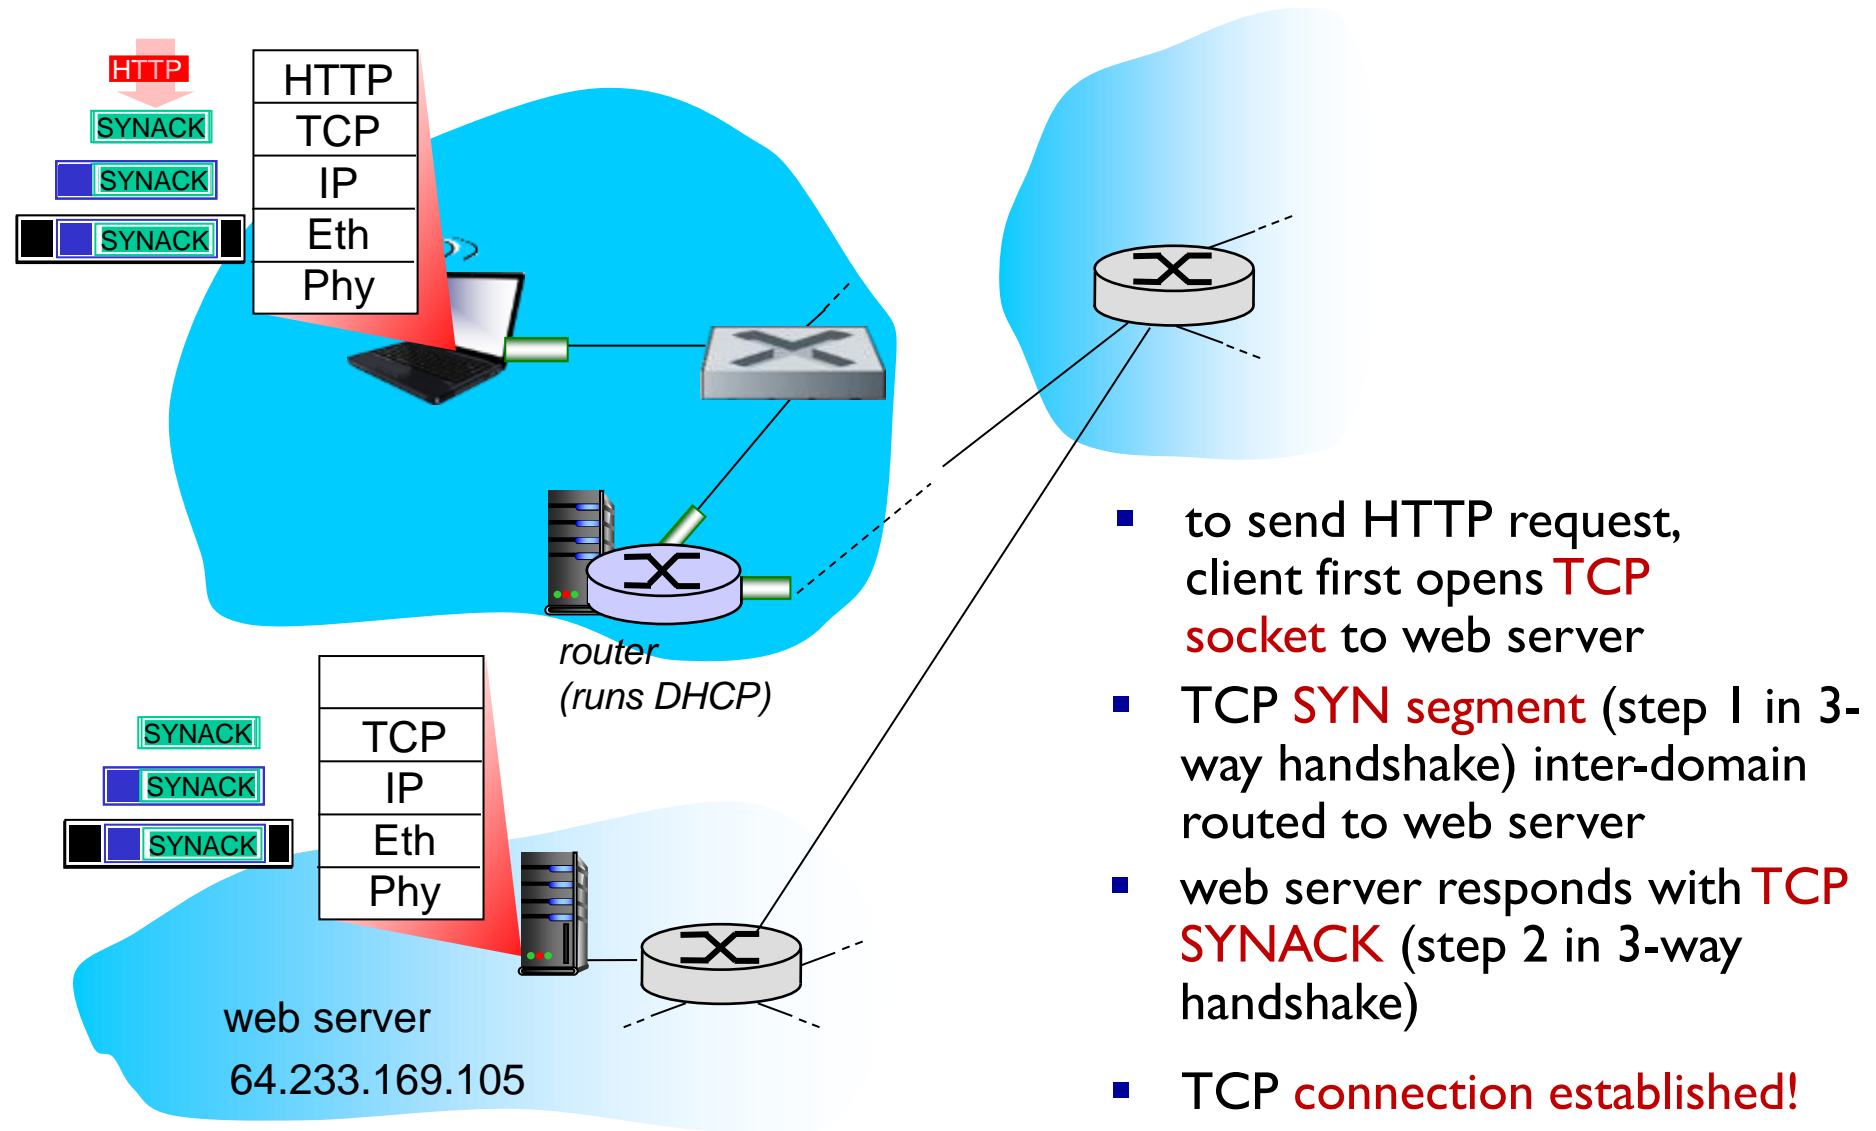 HTTP
SYNACK
SYNACK
SYNACK
HTTP
TCP
IP
Eth
Phy
router
(runs DHCP)
SYNACK
SYNACK
SYNACK
TCP
IP
Eth
Phy
web server
64.233.169.105
▪ to send HTTP request,
client first opens TCP
socket to web server
▪ TCP SYN segment (step 1 in 3-
way handshake) inter-domain
routed to web server
▪ web server responds with TCP
SYNACK (step 2 in 3-way
handshake)
▪ TCP connection established!